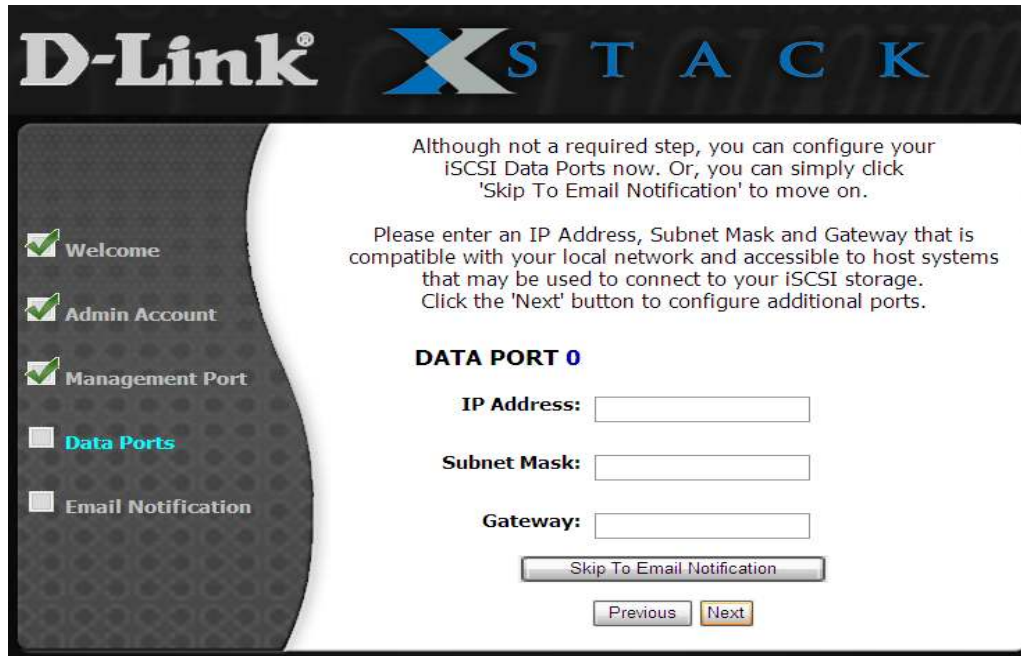 D-Link®
XSTACK
Welcome
Admin Account
Management Port
Data Ports
Email Notification
Although not a required step, you can configure your
iSCSI Data Ports now. Or, you can simply click
'Skip To Email Notification' to move on.
Please enter an IP Address, Subnet Mask and Gateway that is
compatible with your local network and accessible to host systems
that may be used to connect to your iSCSI storage.
Click the 'Next' button to configure additional ports.
DATA PORT 0
IP Address:
Subnet Mask:
Gateway:
Skip To Email Notification
Previous Next